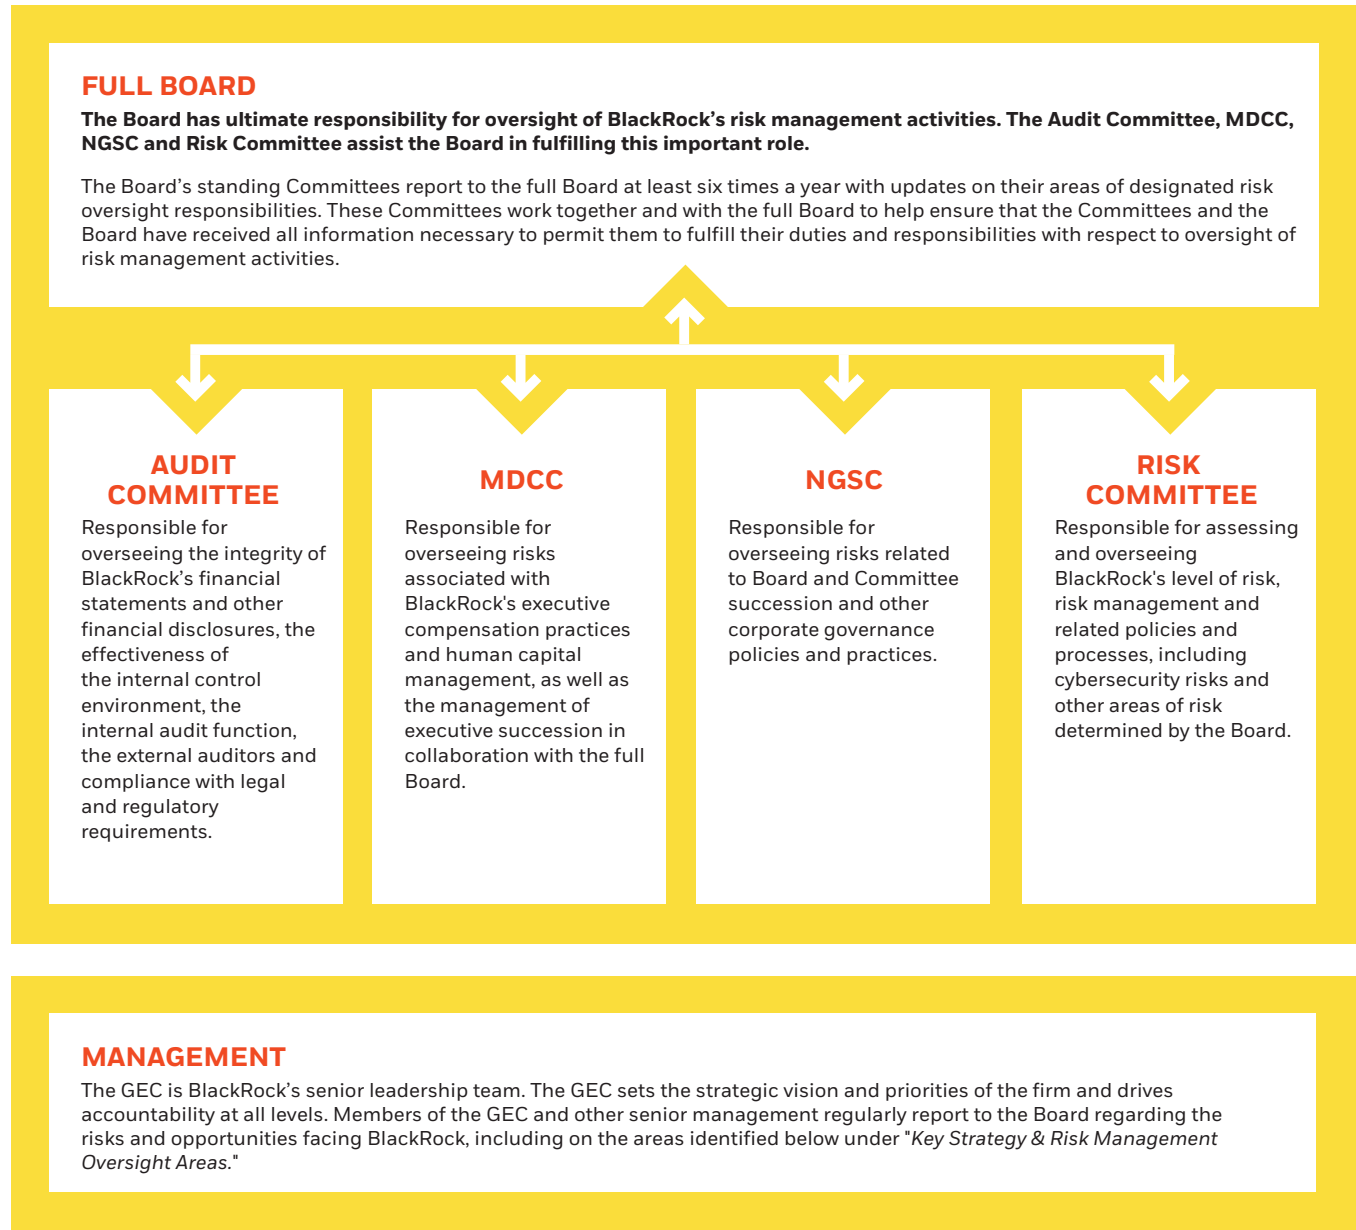 FULL BOARD
The Board has ultimate responsibility for oversight of BlackRock’s risk management activities. The Audit Committee, MDCC,
NGSC and Risk Committee assist the Board in fulfilling this important role.
The Board’s standing Committees report to the full Board at least six times a year with updates on their areas of designated risk
oversight responsibilities. These Committees work together and with the full Board to help ensure that the Committees and the
Board have received all information necessary to permit them to fulfill their duties and responsibilities with respect to oversight of
risk management activities.
AUDIT
COMMITTEE
Responsible for
overseeing the integrity of
BlackRock’s financial
statements and other
financial disclosures, the
effectiveness of
the internal control
environment, the
internal audit function,
the external auditors and
compliance with legal
and regulatory
requirements.
MDCC
Responsible for
overseeing risks
associated with
BlackRock's executive
compensation practices
and human capital
management, as well as
the management of
executive succession in
collaboration with the full
Board.
NGSC
Responsible for
overseeing risks related
to Board and Committee
succession and other
corporate governance
policies and practices.
RISK
COMMITTEE
Responsible for assessing
and overseeing
BlackRock's level of risk,
risk management and
related policies and
processes, including
cybersecurity risks and
other areas of risk
determined by the Board.
MANAGEMENT
The GEC is BlackRock’s senior leadership team. The GEC sets the strategic vision and priorities of the firm and drives
accountability at all levels. Members of the GEC and other senior management regularly report to the Board regarding the
risks and opportunities facing BlackRock, including on the areas identified below under "Key Strategy & Risk Management
Oversight Areas."